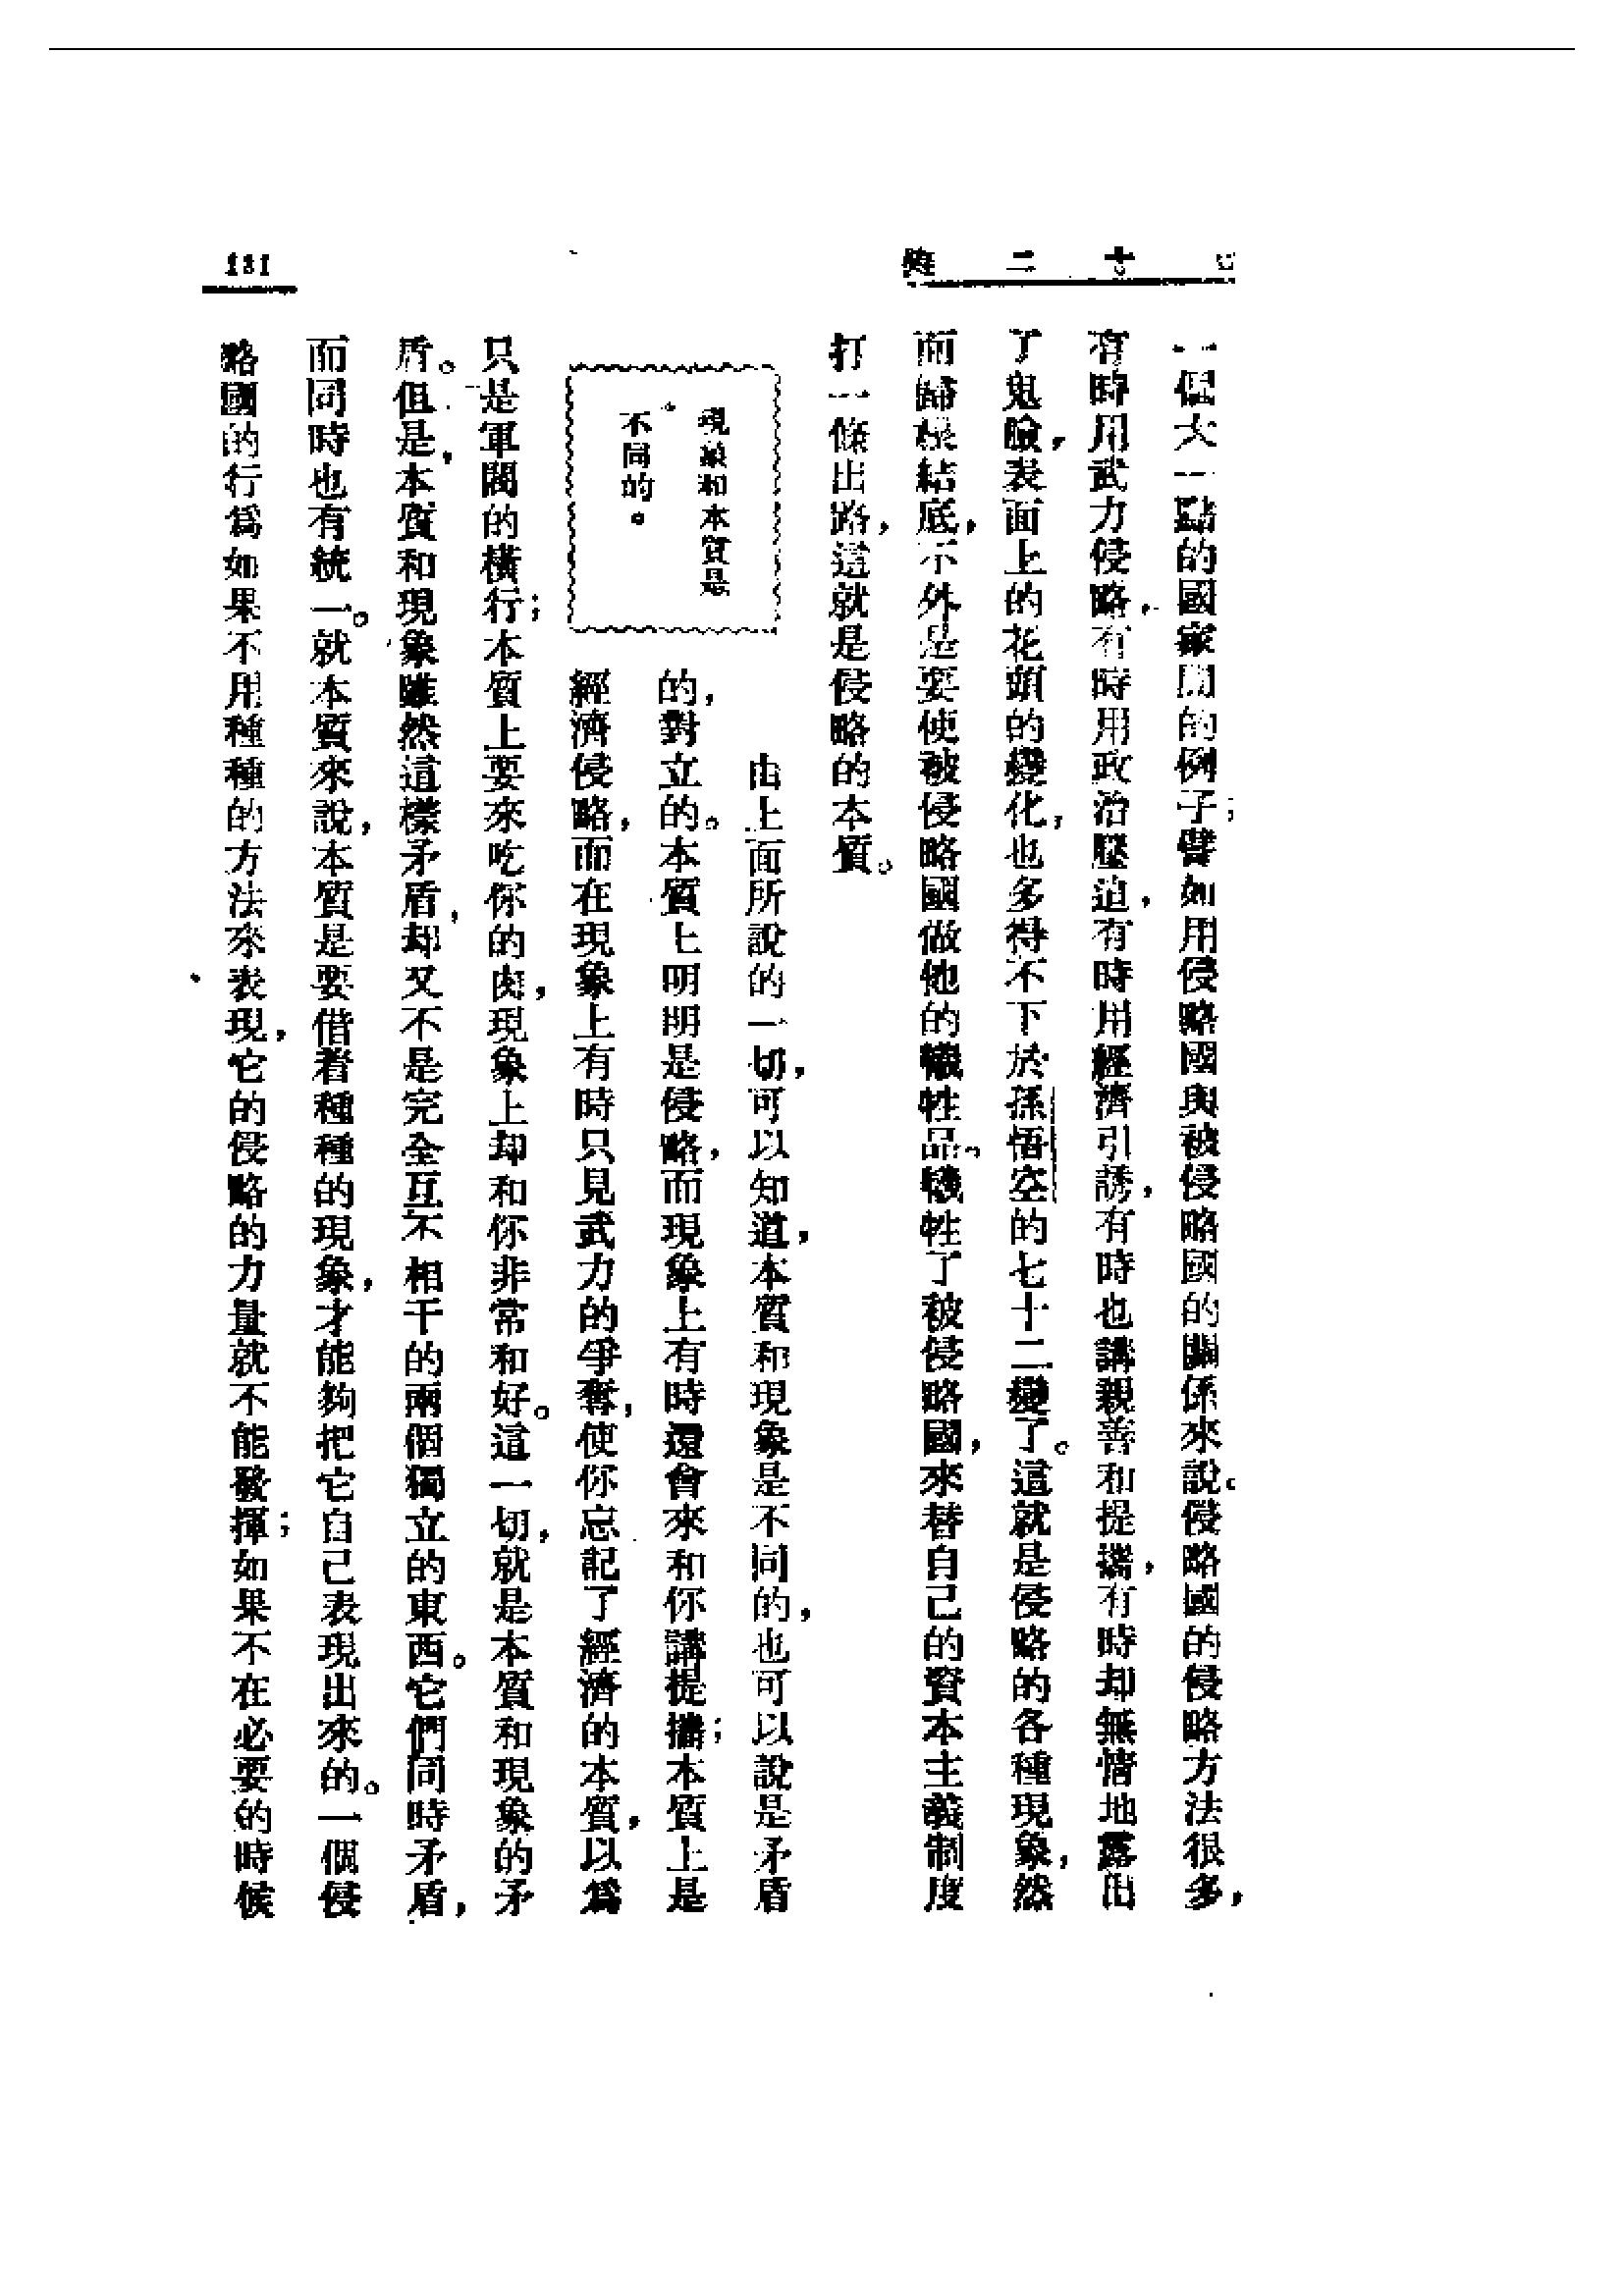 七十二變
131
一個大一點的國家間的例子；譬如用侵略國與被侵略國的關係來說。侵略國的侵略方法很多，
有時用武力侵略，有時用政治壓迫，有時用經濟引誘，有時也講親善和提攜，有時却無情地露出
了鬼臉，表面上的花頭的變化，也多得不下於孫悟空的七十二變了。這就是侵略的各種現象，然
而歸根結底，不外是要使被侵略國做他的犧牲品。犧牲了被侵略國，來替自己的資本主義制度
打一條出路，這就是侵略的本質。
現象和本質是
不同的。
由上面所說的一切，可以知道，本質和現象是不同的，也可以說是矛盾
的，對立的。本質上明明是侵略，而現象上有時還會來和你講提攜；本質上是
經濟侵略，而在現象上有時只見武力的爭奪，使你忘記了經濟的本質，以爲
只是軍閥的橫行；本質上要來吃你的肉，現象上却和你非常和好。這一切，就是本質和現象的矛
盾。但是，本質和現象雖然這樣矛盾，却又不是完全互不相干的兩個獨立的東西。它們同時矛盾，
而同時也有統一。就本質來說，本質是要借着種種的現象，才能夠把它自己表現出來的。一個侵
略國的行爲如果不用種種的方法來表現，它的侵略的力量就不能發揮；如果不在必要的時候